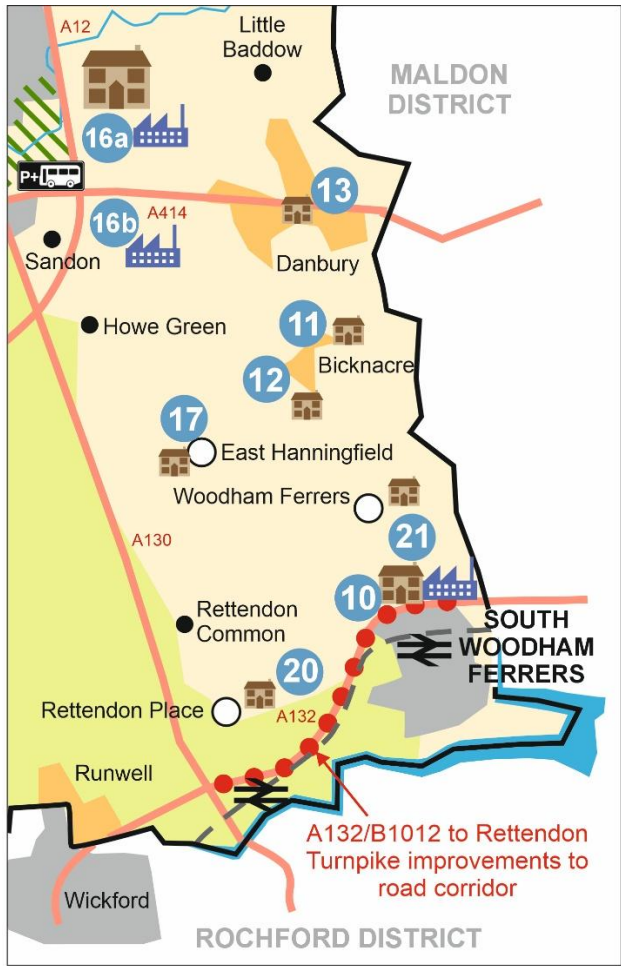 A12
Little
Baddow
MALDON
DISTRICT
16a
P+
13
16b
A414
Sandon
Danbury
Howe Green
11
Bicknacre
12
17
East Hanningfield
Woodham Ferrers
21
A130
10
SOUTH
WOODHAM
FERRERS
Rettendon
Common
20
Rettendon Place
A132
Runwell
A132/B1012 to Rettendon
Turnpike improvements to
road corridor
Wickford
ROCHFORD DISTRICT